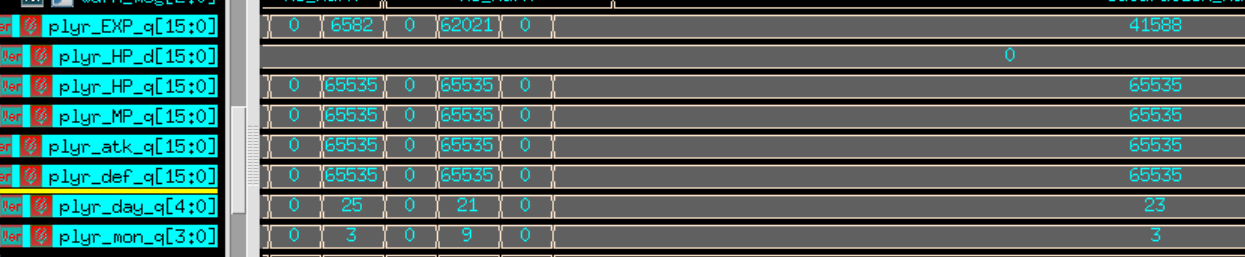 plyr_EXP_q[15:0] 0 6582 0 62021 0 41588
plyr_HP_d[15:0] 0
plyr_HP_q[15:0] 0 65535 0 65535 0 65535
plyr_MP_q[15:0] 0 65535 0 65535 0 65535
plyr_atk_q[15:0] 0 65535 0 65535 0 65535
plyr_def_q[15:0] 0 65535 0 65535 0 65535
plyr_day_q[4:0] 0 25 0 21 0 23
plyr_mon_q[3:0] 0 3 0 9 0 3